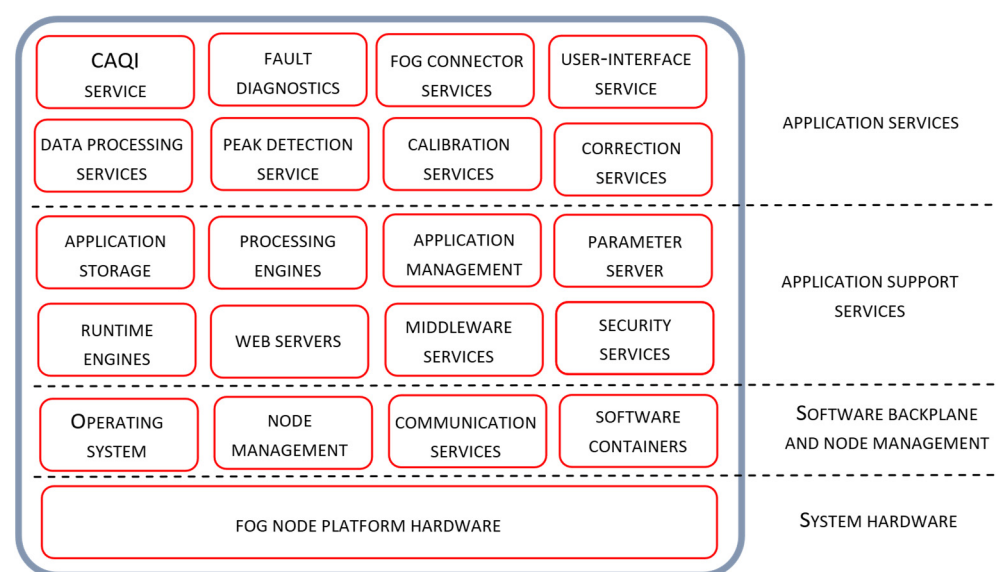 CAQI
SERVICE
FAULT
DIAGNOSTICS
FOG CONNECTOR
SERVICES
USER-INTERFACE
SERVICE
DATA PROCESSING
SERVICES
PEAK DETECTION
SERVICE
CALIBRATION
SERVICES
CORRECTION
SERVICES
APPLICATION SERVICES
APPLICATION
STORAGE
PROCESSING
ENGINES
APPLICATION
MANAGEMENT
PARAMETER
SERVER
RUNTIME
ENGINES
WEB SERVERS
MIDDLEWARE
SERVICES
SECURITY
SERVICES
APPLICATION SUPPORT
SERVICES
OPERATING
SYSTEM
NODE
MANAGEMENT
COMMUNICATION
SERVICES
SOFTWARE
CONTAINERS
SOFTWARE BACKPLANE
AND NODE MANAGEMENT
FOG NODE PLATFORM HARDWARE
SYSTEM HARDWARE